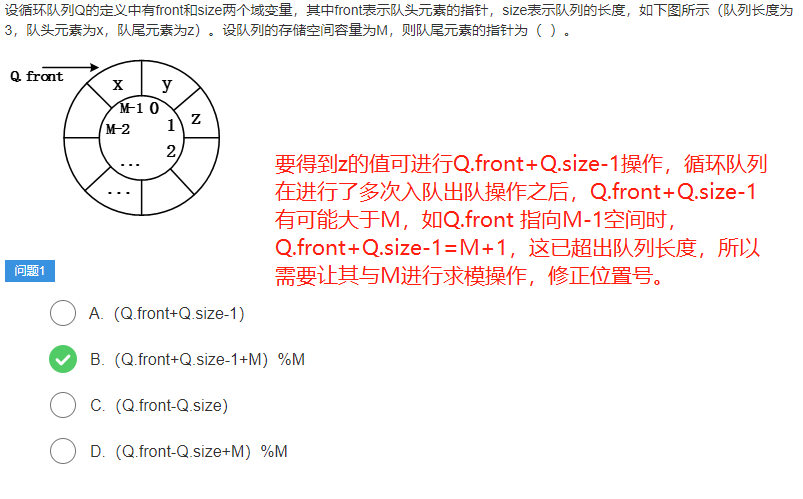 设循环队列Q的定义中有front和size两个域变量，其中front表示队头元素的指针，size表示队列的长度，如下图所示（队列长度为
3，队头元素为x，队尾元素为z）。设队列的存储空间容量为M，则队尾元素的指针为（ ）。
Q.front
x
y
M-1
0
z
M-2
1
2
...
...
要得到z的值可进行Q.front+Q.size-1操作，循环队列
在进行了多次入队出队操作之后，Q.front+Q.size-1
有可能大于M，如Q.front 指向M-1空间时，
Q.front+Q.size-1=M+1，这已超出队列长度，所以
需要让其与M进行求模操作，修正位置号。
问题1
A.（Q.front+Q.size-1）
B.（Q.front+Q.size-1+M）%M
C.（Q.front-Q.size）
D.（Q.front-Q.size+M）%M